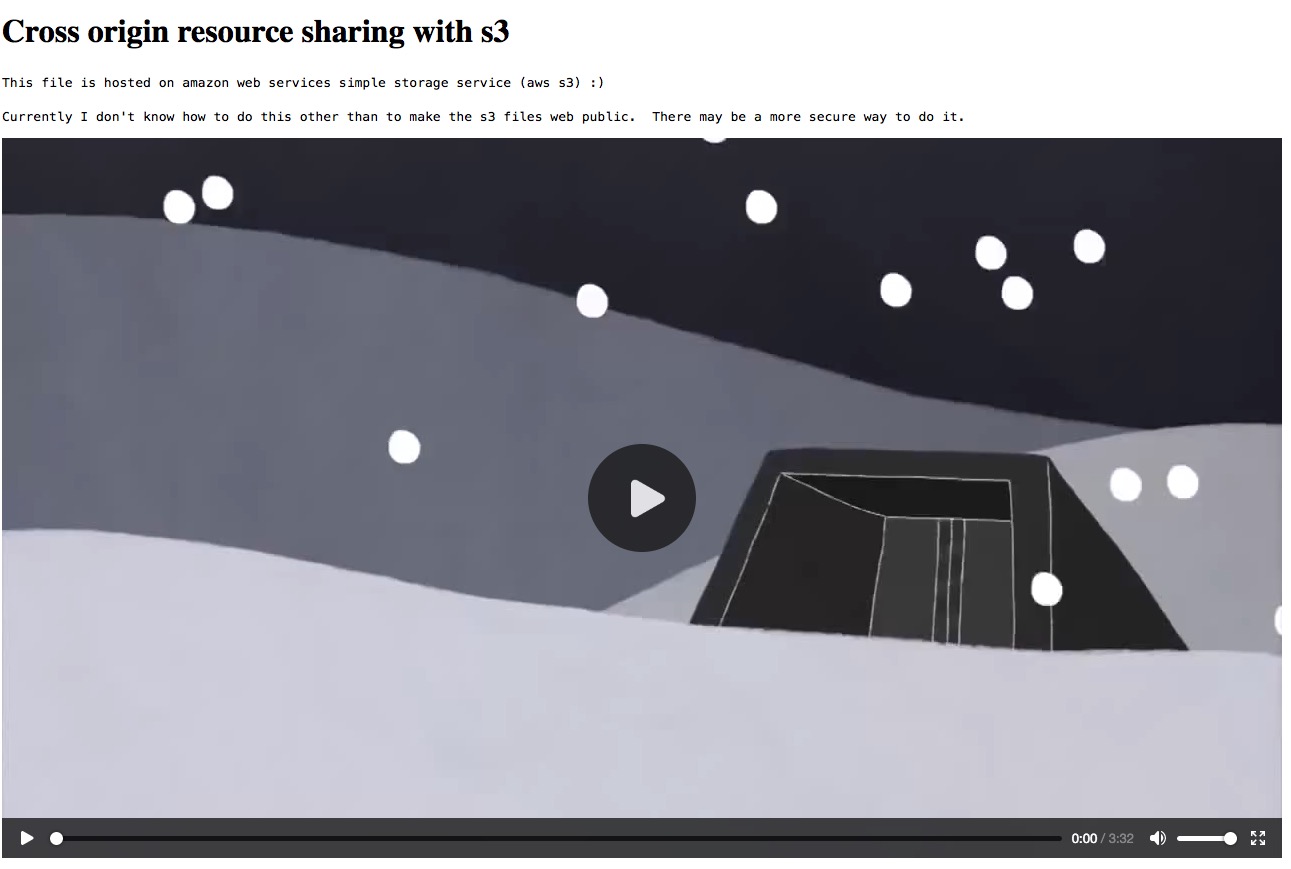 Cross origin resource sharing with s3
This file is hosted on amazon web services simple storage service (aws s3) :)
Currently I don't know how to do this other than to make the s3 files web public.  There may be a more secure way to do it.
0:00 / 3:32